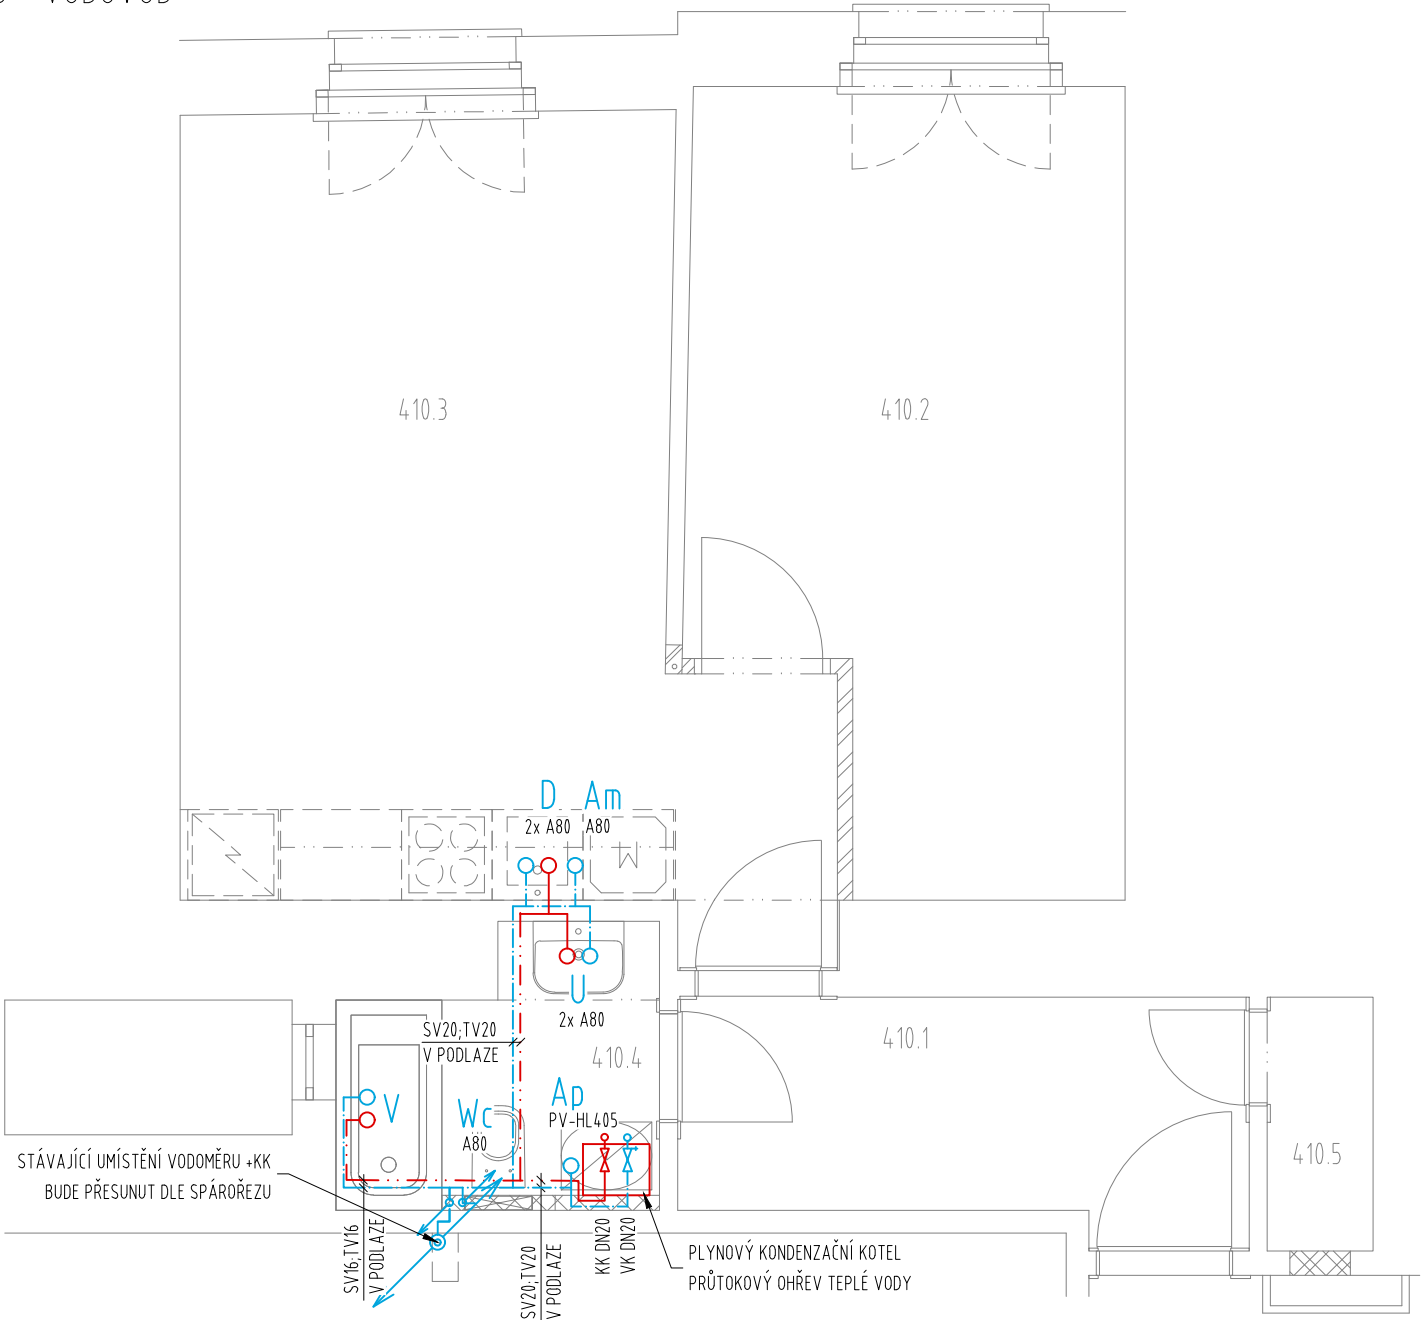 410.3
410.2
D
Am
2x A80
A80
U
2x A80
SV20;TV20
V PODLAZE
410.4
410.1
410.5
V
Wc
A80
Ap
PV-HL405
STÁVAJÍCÍ UMÍSTĚNÍ VODOMĚRU +KK
BUDE PŘESUNUT DLE SPÁROŘEZU
SV16;TV16
V PODLAZE
SV20;TV20
V PODLAZE
KK DN20
VK DN20
PLYNOVÝ KONDENZAČNÍ KOTEL
PRŮTOKOVÝ OHŘEV TEPLÉ VODY